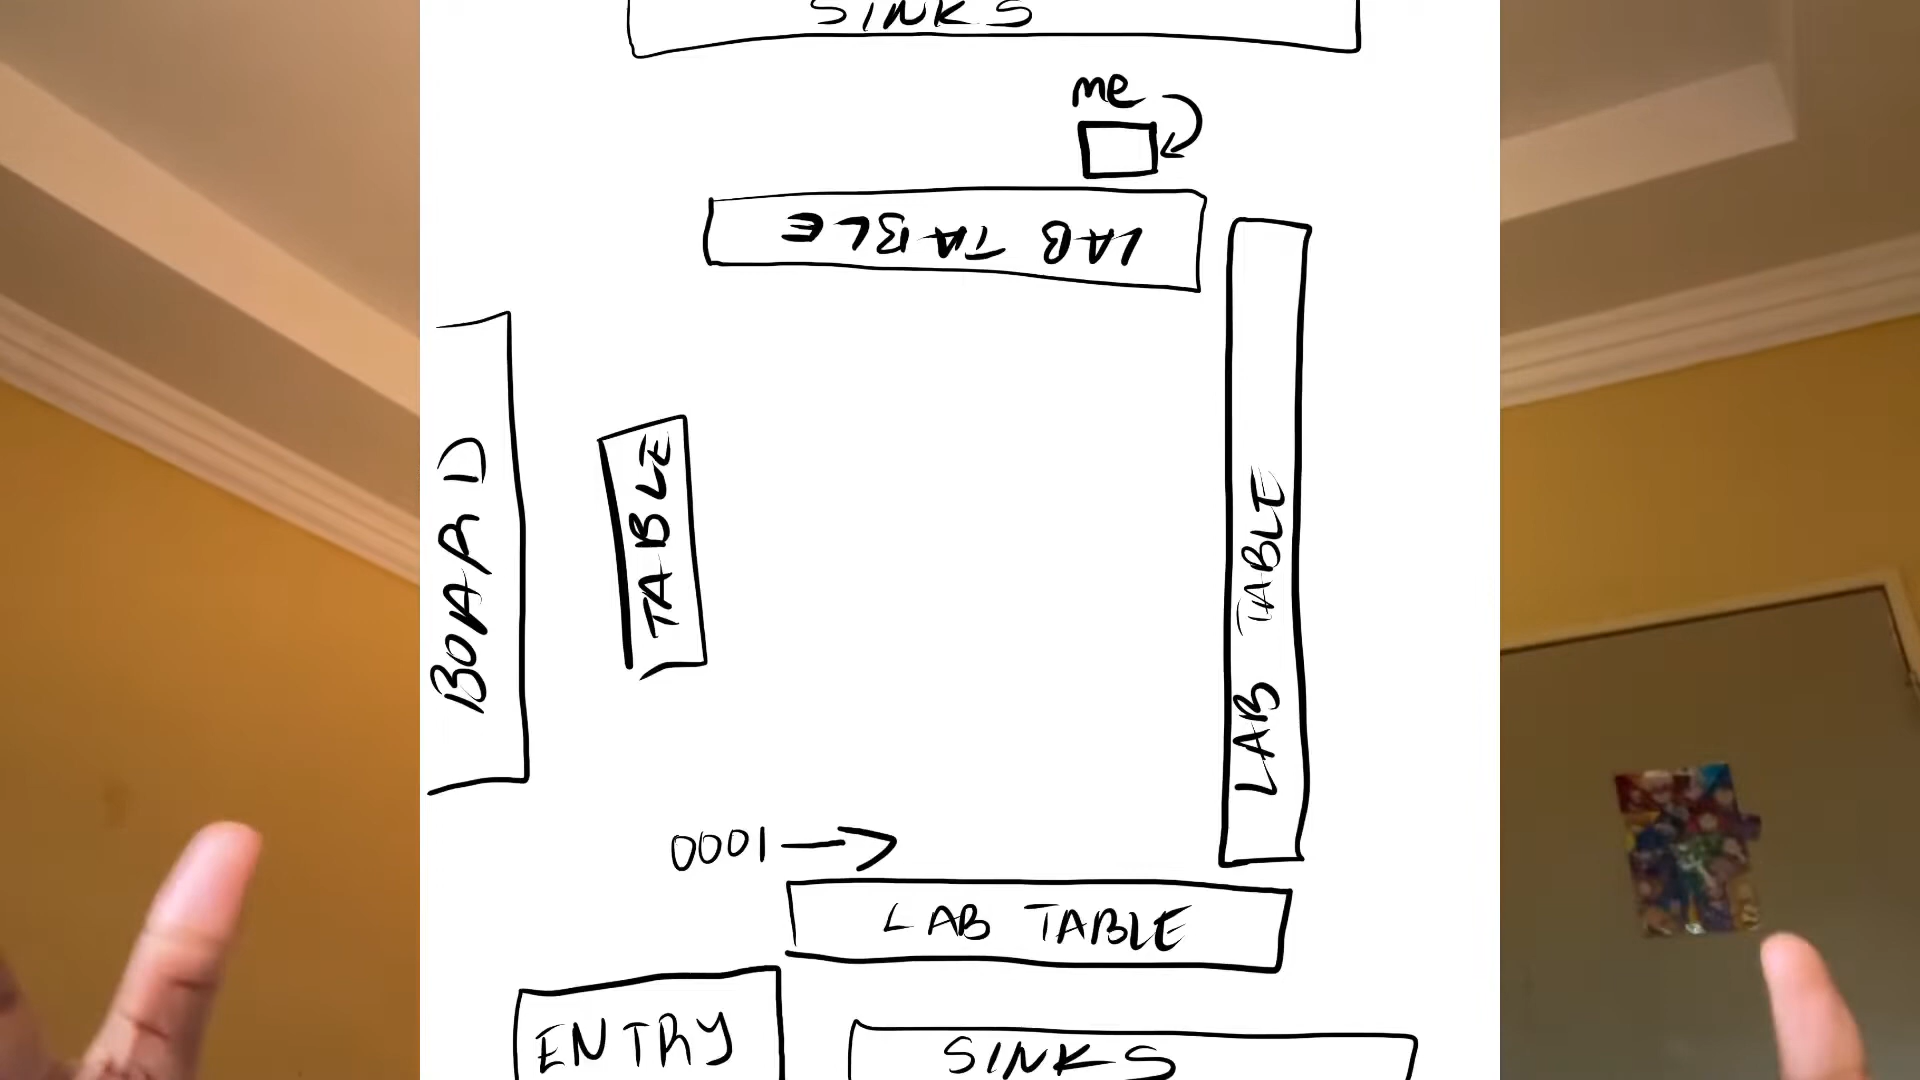 SINKS
me
LAB TABLE
BOARD
TABLE
LAB TABLE
0001
LAB TABLE
ENTRY
SINKS